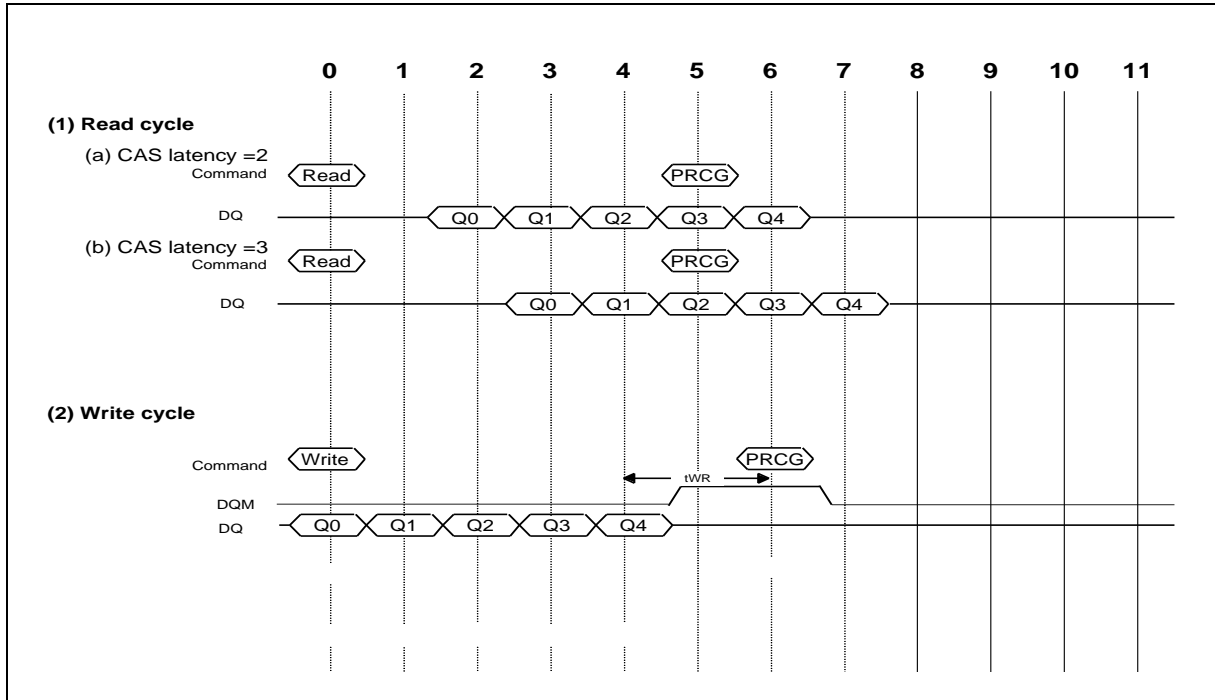 0 1 2 3 4 5 6 7 8 9 10 11
(1) Read cycle
(a) CAS latency =2
Command Read PRCG
DQ Q0 Q1 Q2 Q3 Q4
(b) CAS latency =3
Command Read PRCG
DQ Q0 Q1 Q2 Q3 Q4
(2) Write cycle
Command Write PRCG
tWR
DQM
DQ Q0 Q1 Q2 Q3 Q4